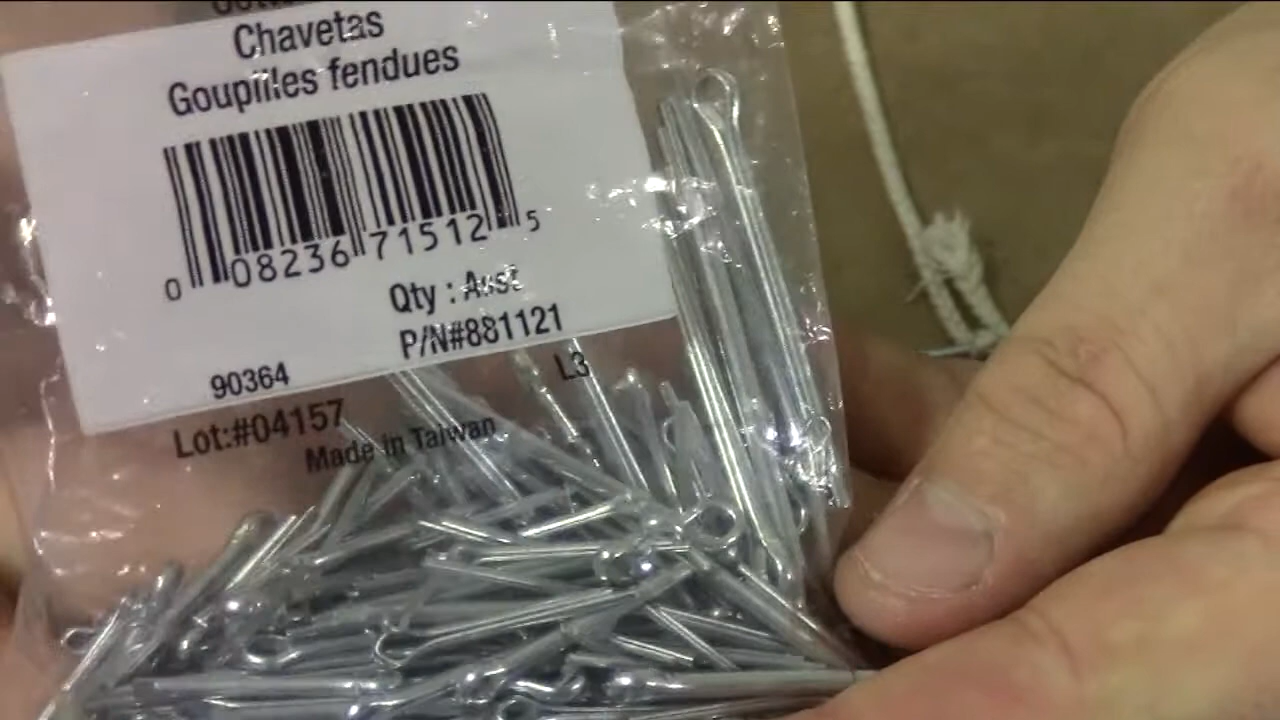 Chavetas
Goupilles fendues
0 08236 71512 5
Qty : Asst
P/N#881121
90364
L3
Lot:#04157
Made in Taiwan